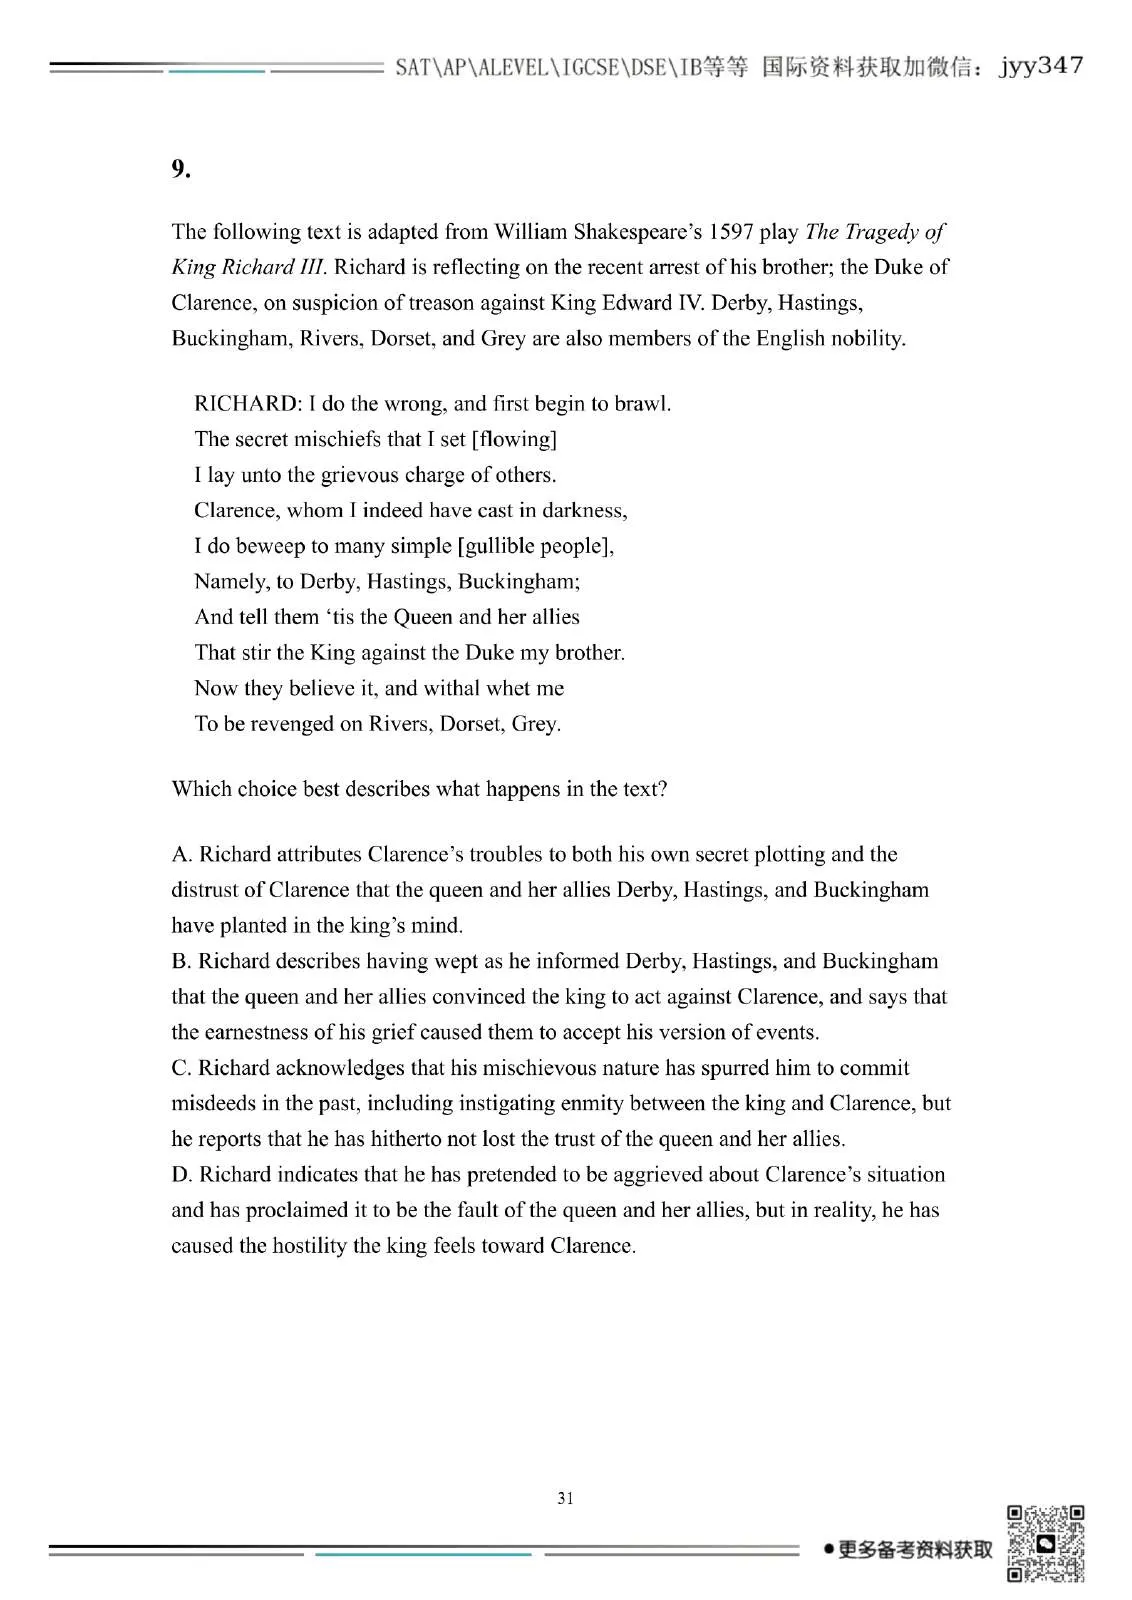 SAT\AP\ALEVEL\IGCSE\DSE\IB等等 国际资料获取加微信： jyy347
9.
The following text is adapted from William Shakespeare’s 1597 play The Tragedy of
King Richard III. Richard is reflecting on the recent arrest of his brother; the Duke of
Clarence, on suspicion of treason against King Edward IV. Derby, Hastings,
Buckingham, Rivers, Dorset, and Grey are also members of the English nobility.
RICHARD: I do the wrong, and first begin to brawl.
The secret mischiefs that I set [flowing]
I lay unto the grievous charge of others.
Clarence, whom I indeed have cast in darkness,
I do beweep to many simple [gullible people],
Namely, to Derby, Hastings, Buckingham;
And tell them ‘tis the Queen and her allies
That stir the King against the Duke my brother.
Now they believe it, and withal whet me
To be revenged on Rivers, Dorset, Grey.
Which choice best describes what happens in the text?
A. Richard attributes Clarence’s troubles to both his own secret plotting and the
distrust of Clarence that the queen and her allies Derby, Hastings, and Buckingham
have planted in the king’s mind.
B. Richard describes having wept as he informed Derby, Hastings, and Buckingham
that the queen and her allies convinced the king to act against Clarence, and says that
the earnestness of his grief caused them to accept his version of events.
C. Richard acknowledges that his mischievous nature has spurred him to commit
misdeeds in the past, including instigating enmity between the king and Clarence, but
he reports that he has hitherto not lost the trust of the queen and her allies.
D. Richard indicates that he has pretended to be aggrieved about Clarence’s situation
and has proclaimed it to be the fault of the queen and her allies, but in reality, he has
caused the hostility the king feels toward Clarence.
31
●更多备考资料获取